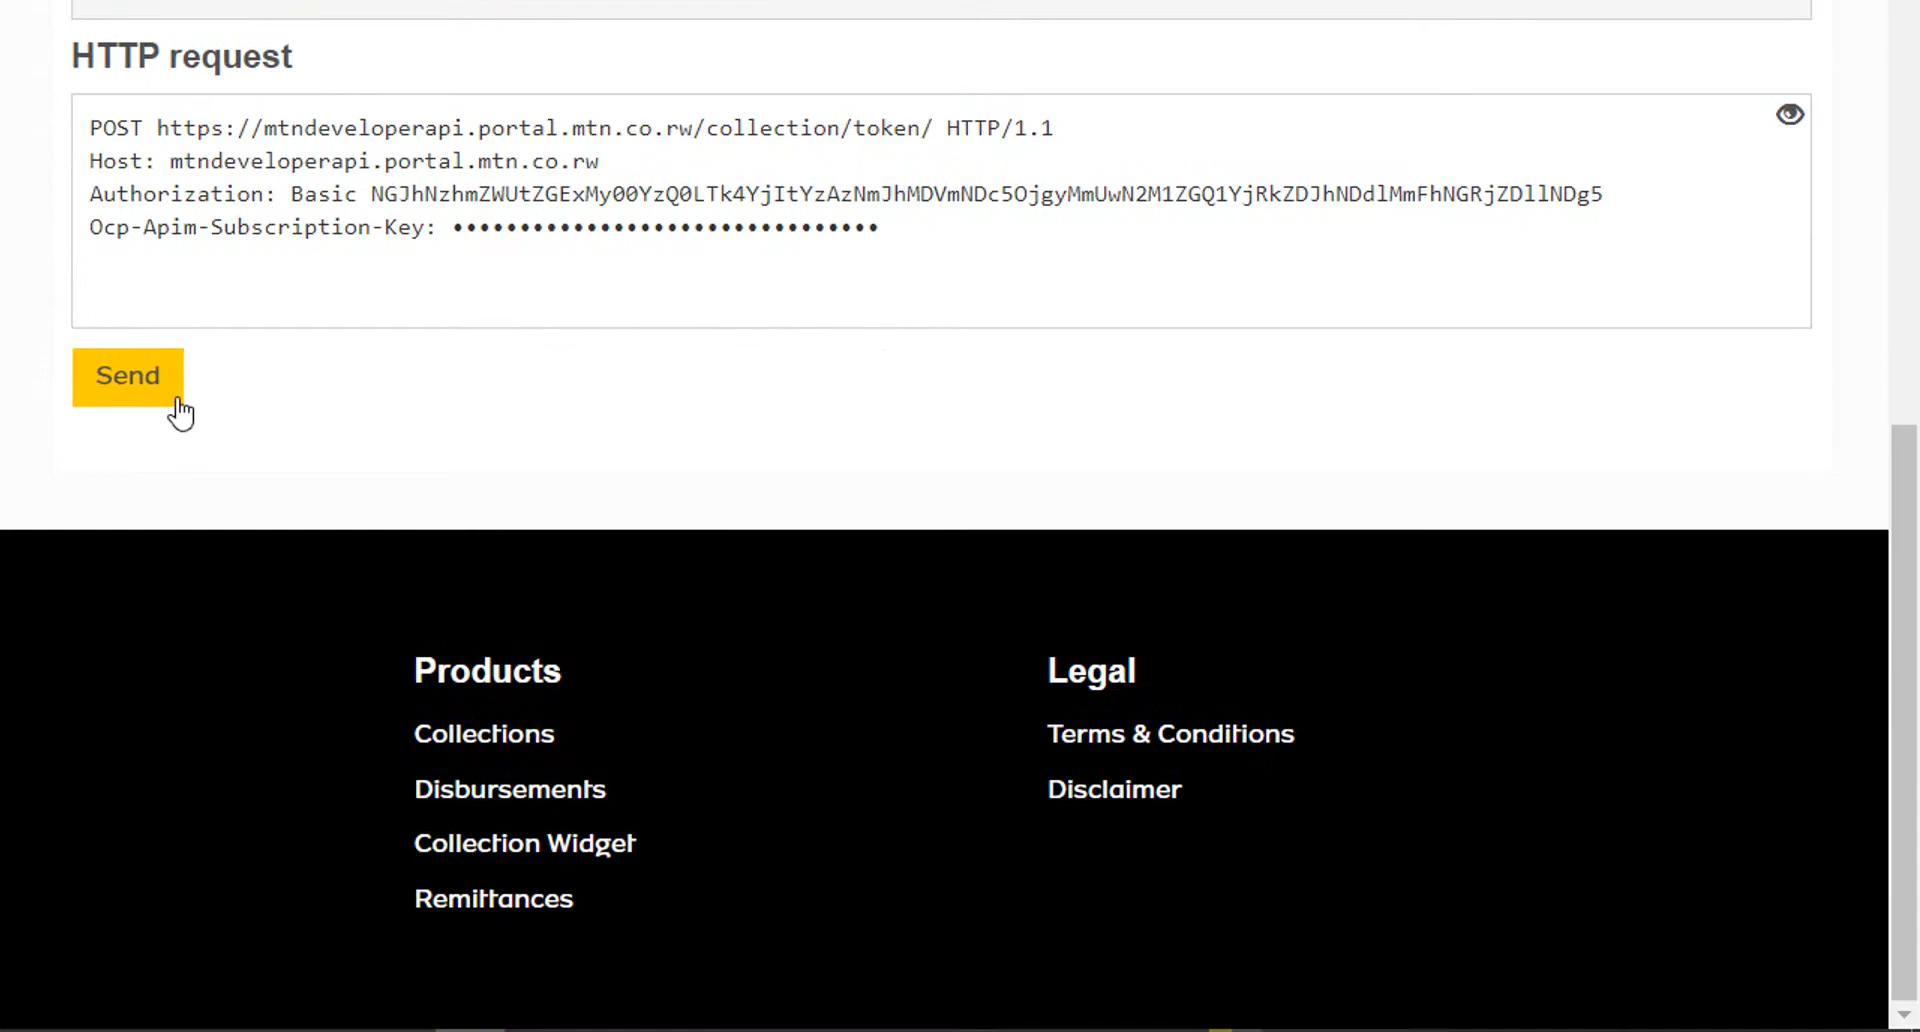 HTTP request
POST https://mtndeveloperapi.portal.mtn.co.rw/collection/token/ HTTP/1.1
Host: mtndeveloperapi.portal.mtn.co.rw
Authorization: Basic NGJhNzhmZWUtZGExMy00YzQ0LTk4YjItYzAzNmJhMDVmNDc5OjgyMmUwN2M1ZGQ1YjRkZDJhNDdlMmFhNGRjZDllNDg5
Ocp-Apim-Subscription-Key: ••••••••••••••••••••••••••••••••
Send
Products
Legal
Collections
Terms & Conditions
Disbursements
Disclaimer
Collection Widget
Remittances